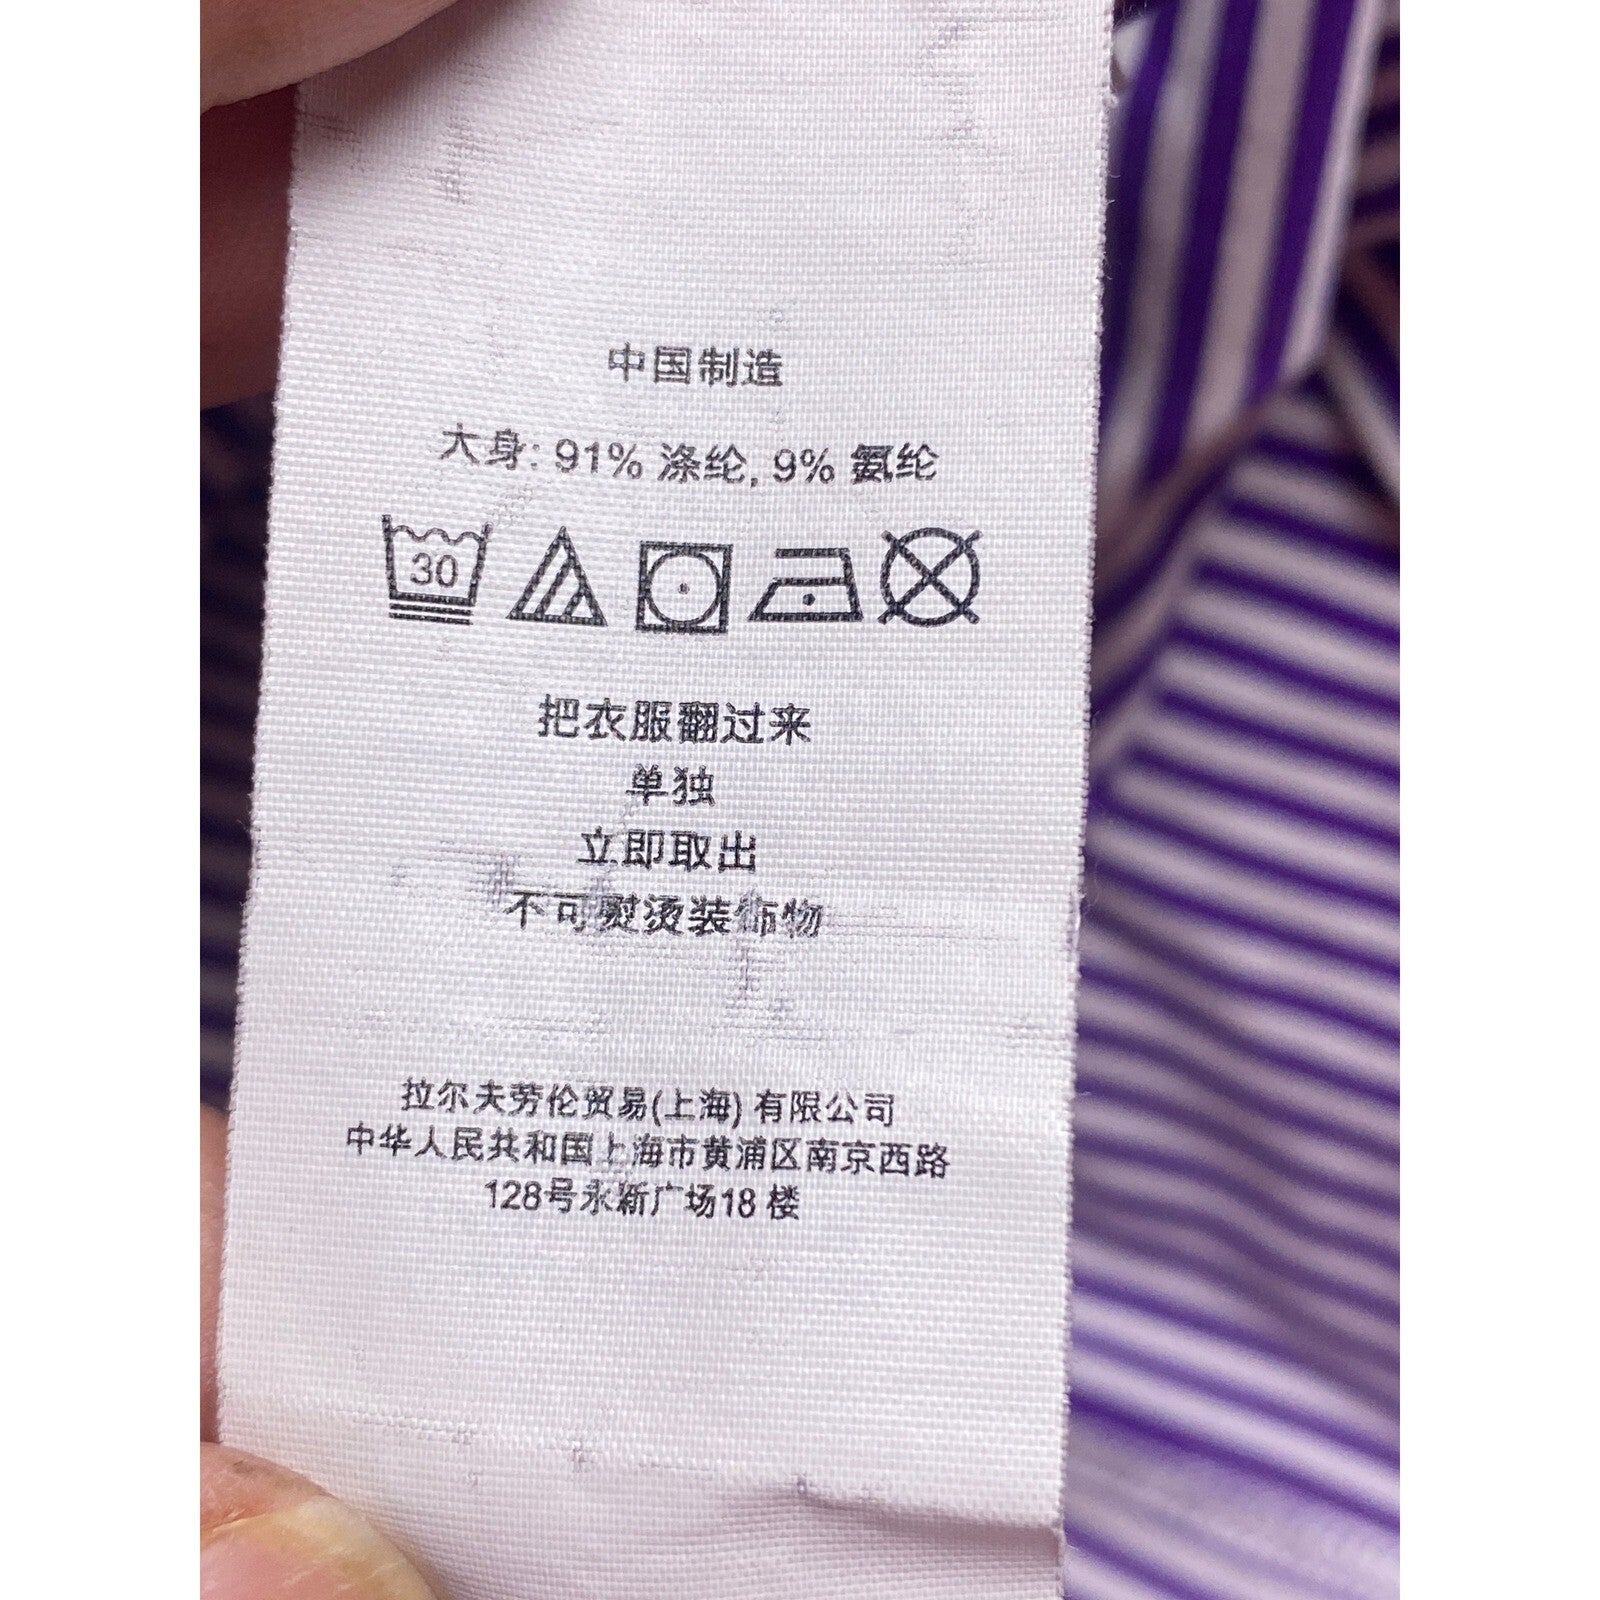 中国制造
大身: 91% 涤纶, 9% 氨纶
30
把衣服翻过来
单独
立即取出
不可熨烫装饰物
拉尔夫劳伦贸易(上海) 有限公司
中华人民共和国上海市黄浦区南京西路
128号永新广场18 楼